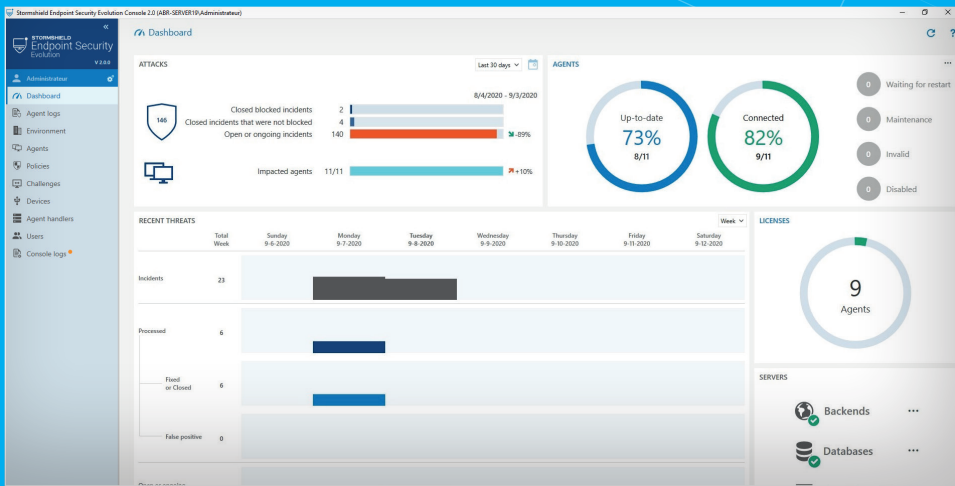 Stormshield Endpoint Security Evolution Console 2.0 (ABR-SERVER19\Administrateur)
STORMSHIELD
Endpoint Security
Evolution
V 2.0.0
Administrateur
Dashboard
Agent logs
Environment
Agents
Policies
Challenges
Devices
Agent handlers
Users
Console logs
Dashboard
?
ATTACKS
Last 30 days
8/4/2020 - 9/3/2020
146
Closed blocked incidents 2
Closed incidents that were not blocked 4
Open or ongoing incidents 140 -89%
Impacted agents 11/11 +10%
AGENTS
Up-to-date
73%
8/11
Connected
82%
9/11
0 Waiting for restart
0 Maintenance
0 Invalid
0 Disabled
RECENT THREATS
Week
Total Week
Sunday 9-6-2020
Monday 9-7-2020
Tuesday 9-8-2020
Wednesday 9-9-2020
Thursday 9-10-2020
Friday 9-11-2020
Saturday 9-12-2020
Incidents 23
Processed 6
Fixed or Closed 6
False positive 0
Open or ongoing
LICENSES
9
Agents
SERVERS
Backends
Databases